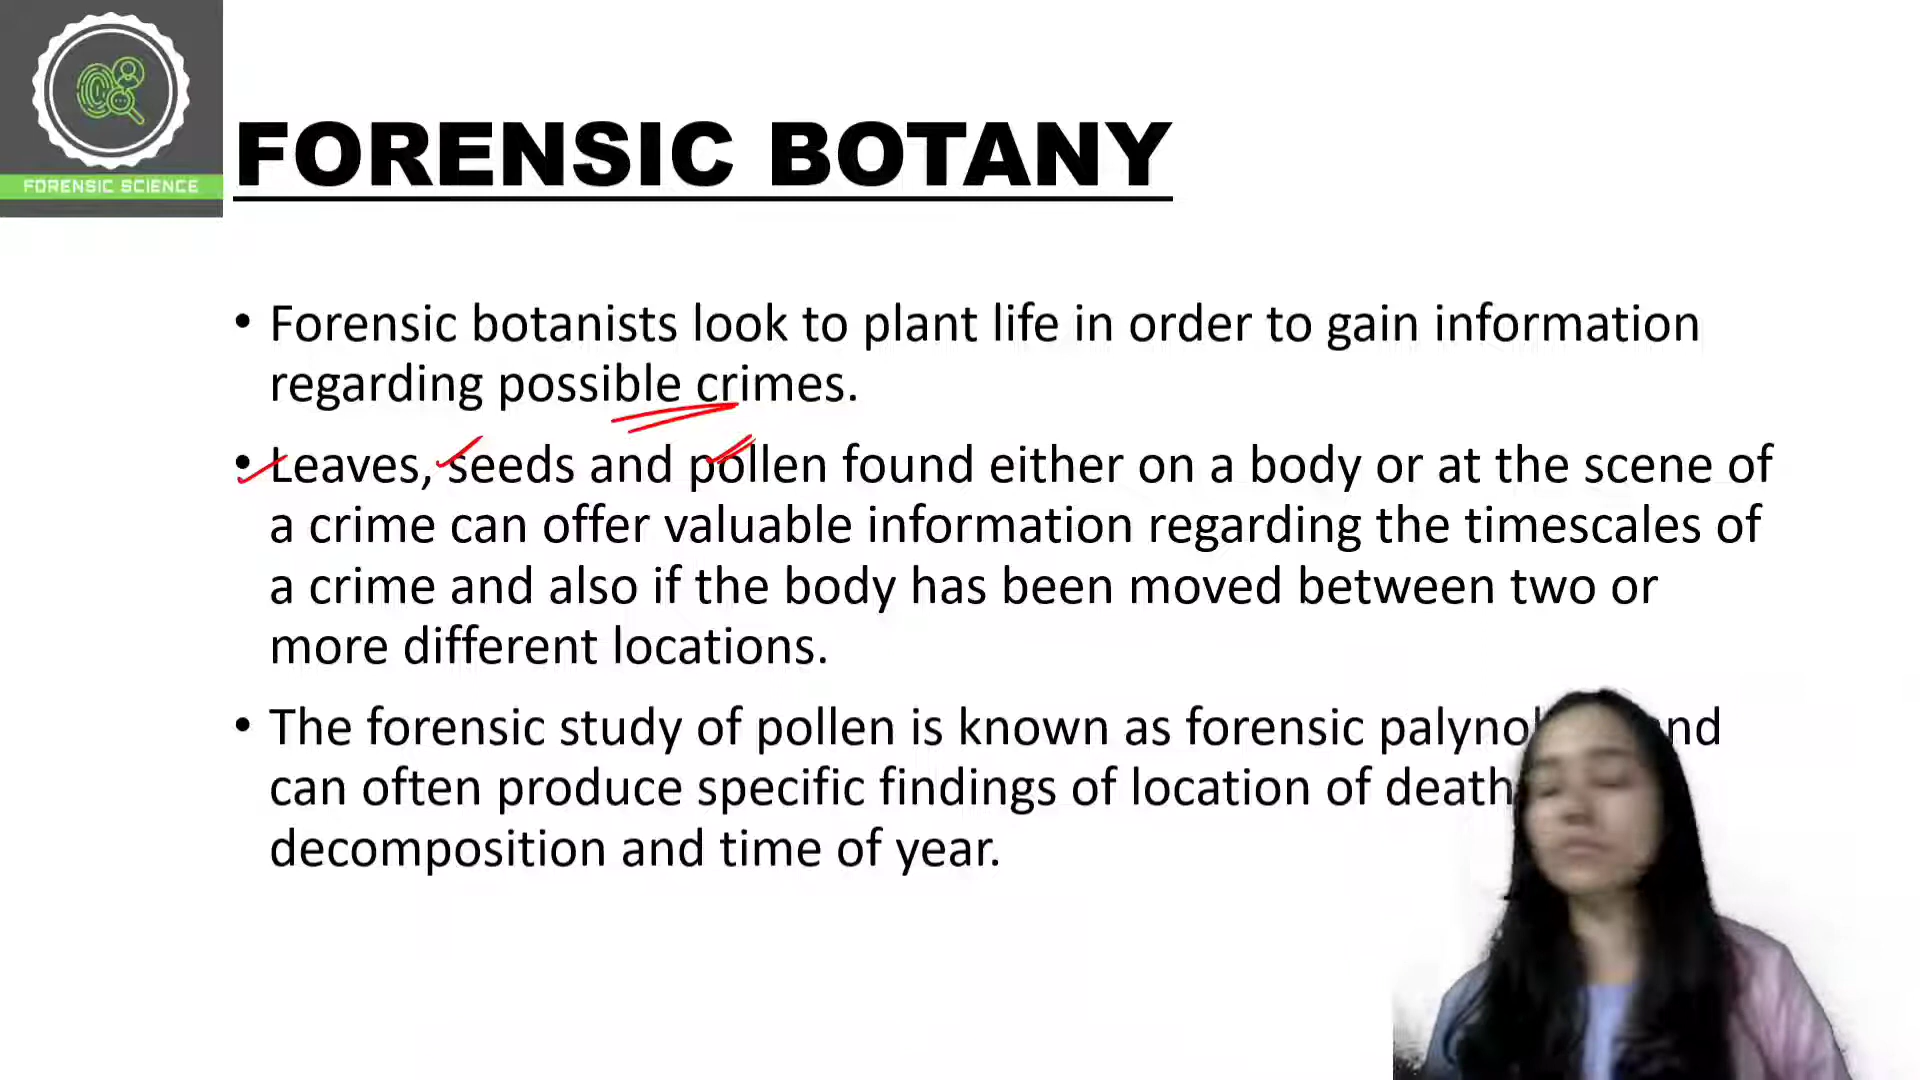 FORENSIC SCIENCE
FORENSIC BOTANY
• Forensic botanists look to plant life in order to gain information
regarding possible crimes.
• Leaves, seeds and pollen found either on a body or at the scene of
a crime can offer valuable information regarding the timescales of
a crime and also if the body has been moved between two or
more different locations.
• The forensic study of pollen is known as forensic
can often produce specific findings of location of death
decomposition and time of year.